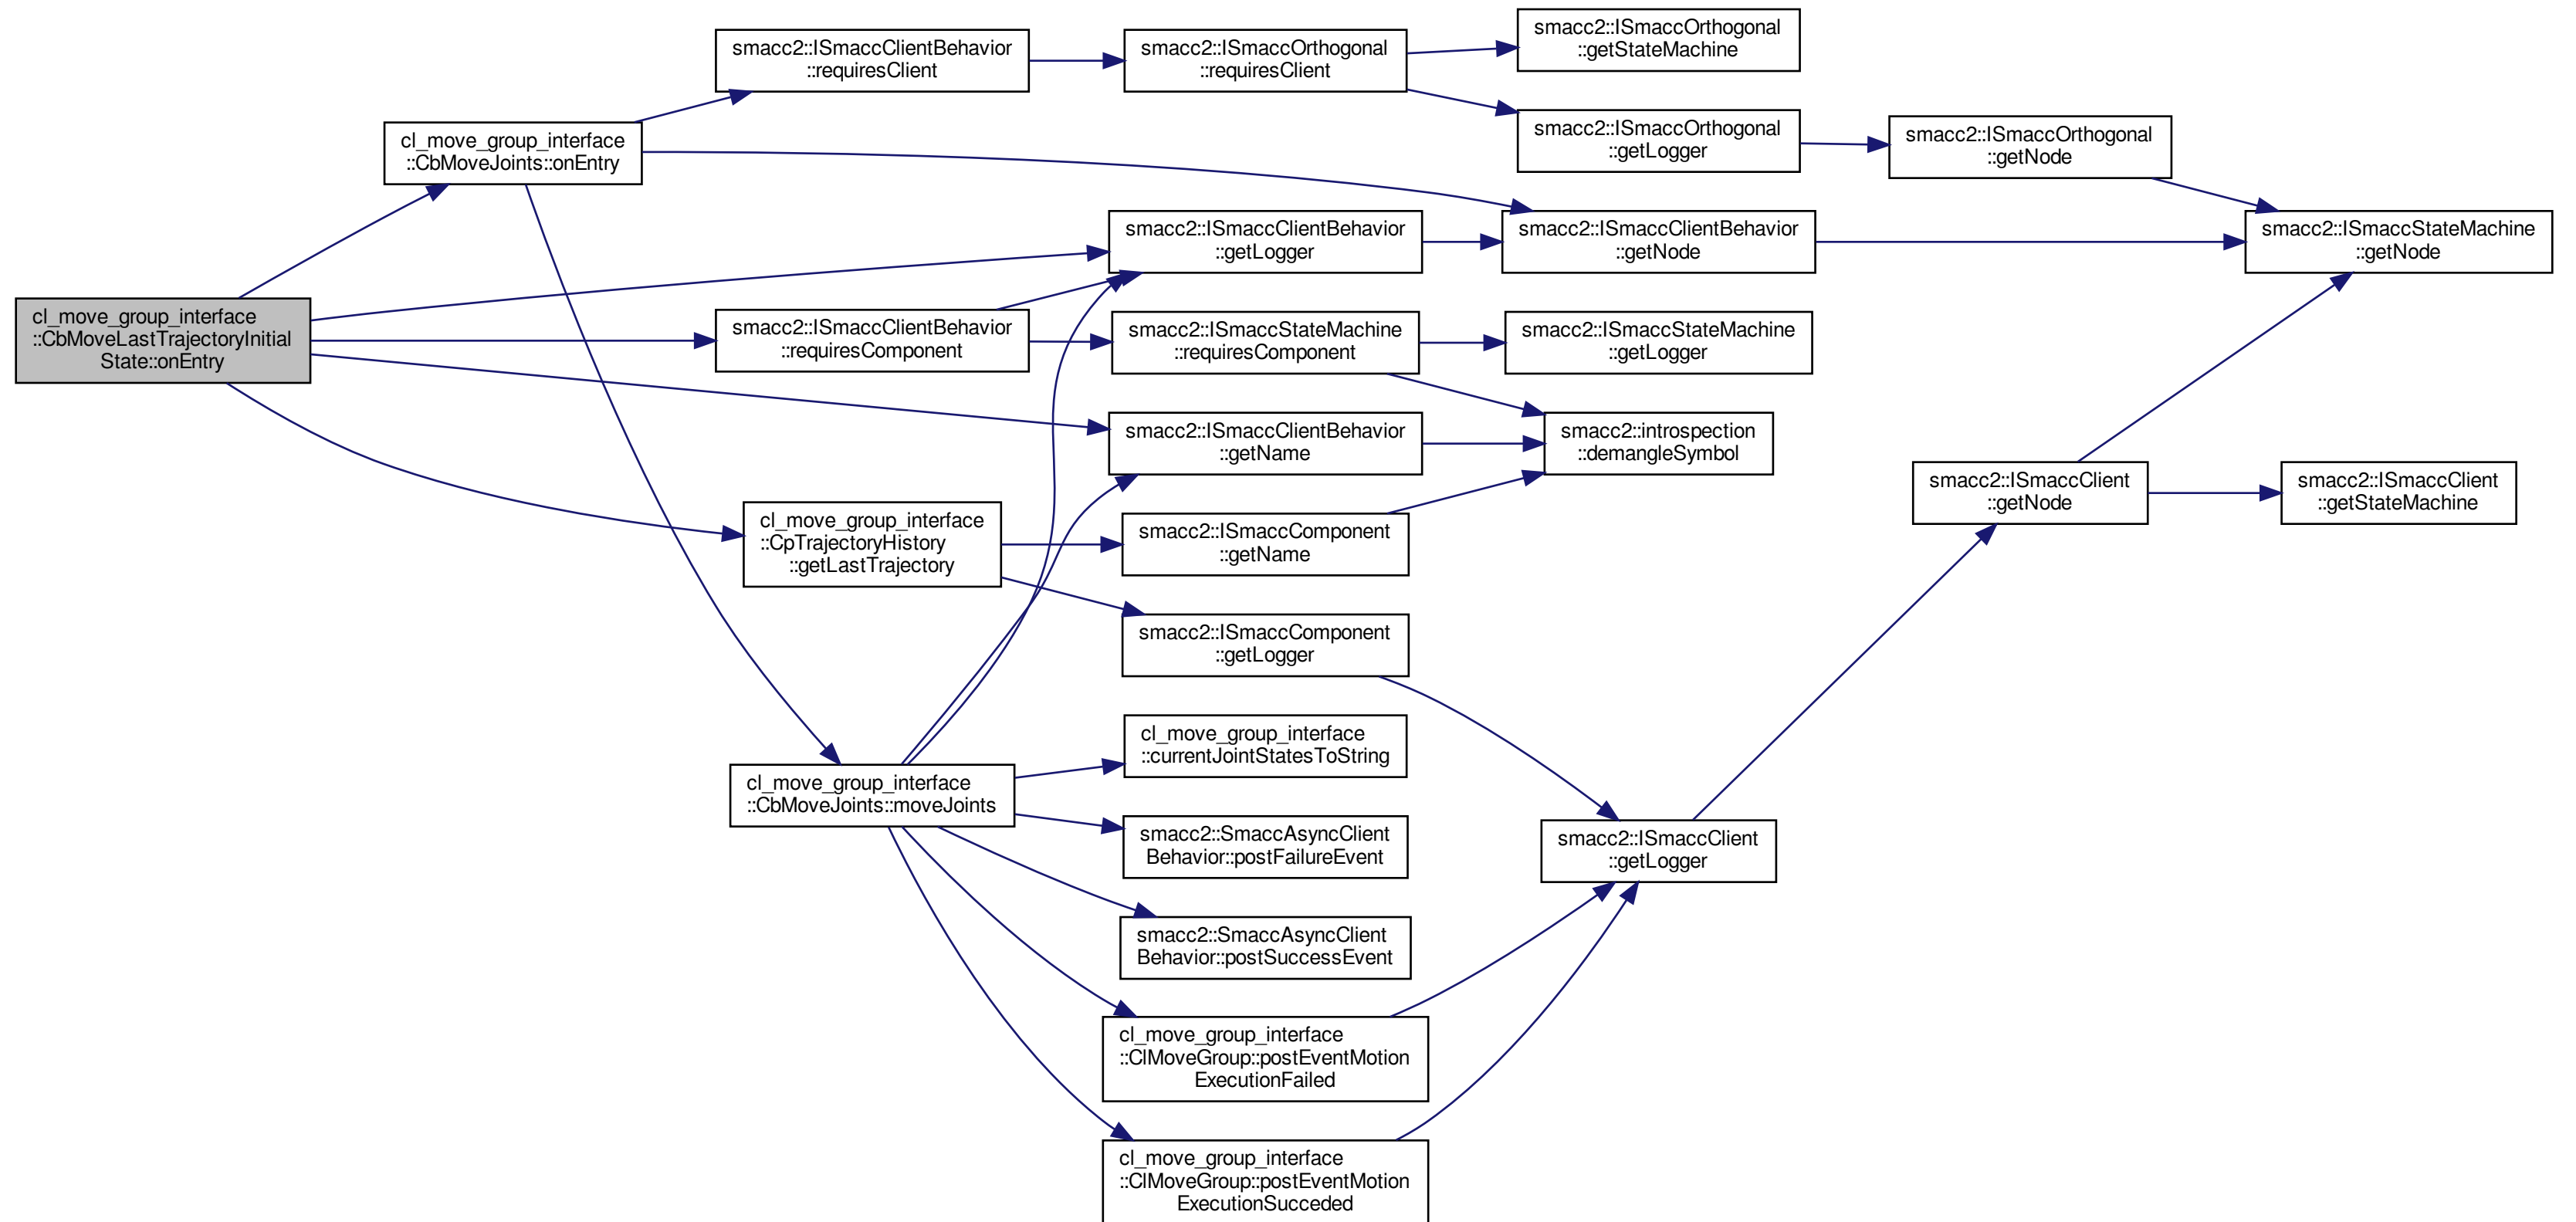 cl_move_group_interface
::CbMoveLastTrajectoryInitial
State::onEntry
cl_move_group_interface
::CbMoveJoints::onEntry
smacc2::ISmaccClientBehavior
::requiresClient
smacc2::ISmaccOrthogonal
::requiresClient
smacc2::ISmaccOrthogonal
::getStateMachine
smacc2::ISmaccOrthogonal
::getLogger
smacc2::ISmaccOrthogonal
::getNode
smacc2::ISmaccClientBehavior
::getLogger
smacc2::ISmaccClientBehavior
::getNode
smacc2::ISmaccStateMachine
::getNode
smacc2::ISmaccClientBehavior
::requiresComponent
smacc2::ISmaccStateMachine
::requiresComponent
smacc2::ISmaccStateMachine
::getLogger
smacc2::ISmaccClientBehavior
::getName
smacc2::introspection
::demangleSymbol
cl_move_group_interface
::CpTrajectoryHistory
::getLastTrajectory
smacc2::ISmaccComponent
::getName
smacc2::ISmaccClient
::getNode
smacc2::ISmaccClient
::getStateMachine
smacc2::ISmaccComponent
::getLogger
cl_move_group_interface
::CbMoveJoints::moveJoints
cl_move_group_interface
::currentJointStatesToString
smacc2::SmaccAsyncClient
Behavior::postFailureEvent
smacc2::ISmaccClient
::getLogger
smacc2::SmaccAsyncClient
Behavior::postSuccessEvent
cl_move_group_interface
::ClMoveGroup::postEventMotion
ExecutionFailed
cl_move_group_interface
::ClMoveGroup::postEventMotion
ExecutionSucceded